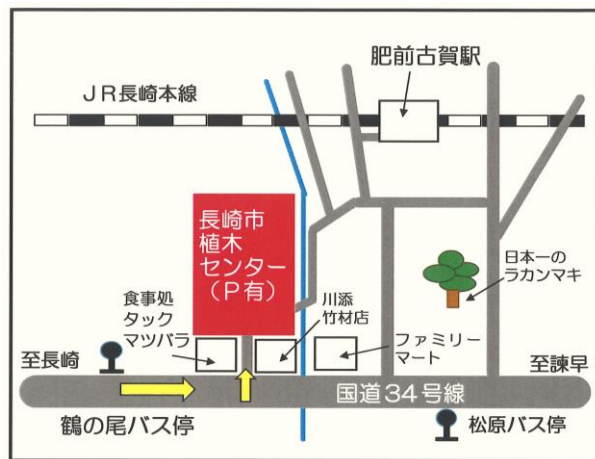 肥前古賀駅
JR長崎本線
長崎市
植木
センター
(P有)
日本一の
ラカンマキ
食事処
タック
マツバラ
川添
竹材店
ファミリー
マート
至長崎
至諫早
国道34号線
鶴の尾バス停
松原バス停